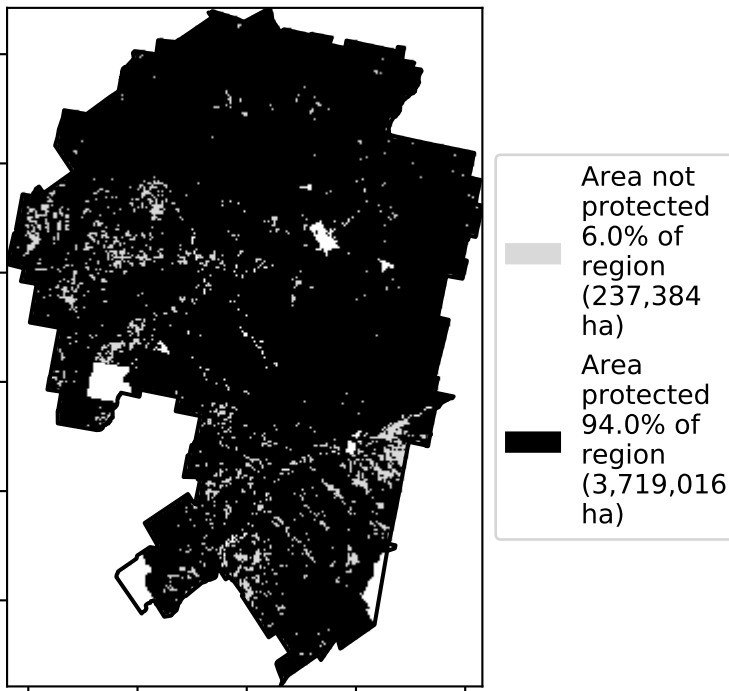 Area not
protected
6.0% of
region
(237,384
ha)
Area
protected
94.0% of
region
(3,719,016
ha)